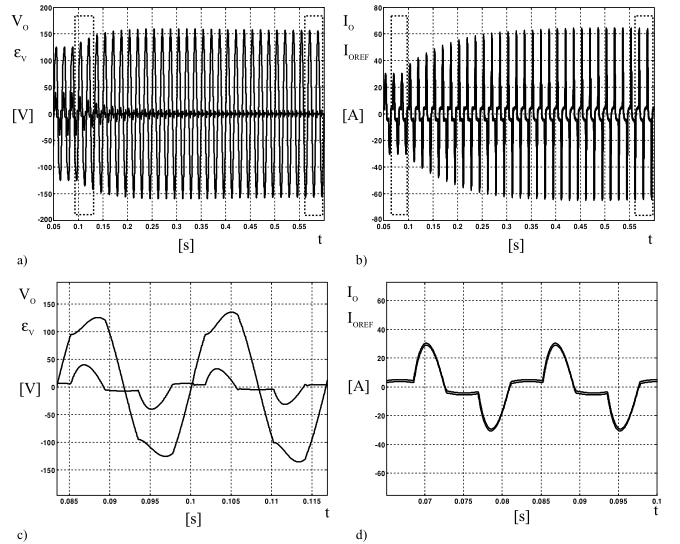 V_O
ε_V
[V]
200
150
100
50
0
-50
-100
-150
-200
0.05 0.1 0.15 0.2 0.25 0.3 0.35 0.4 0.45 0.5 0.55
[s]
t
a)
I_O
I_OREF
[A]
80
60
40
20
0
-20
-40
-60
-80
0.05 0.1 0.15 0.2 0.25 0.3 0.35 0.4 0.45 0.5 0.55
[s]
t
b)
V_O
ε_V
[V]
150
100
50
0
-50
-100
-150
0.085 0.09 0.095 0.1 0.105 0.11 0.115
[s]
t
c)
I_O
I_OREF
[A]
60
40
20
0
-20
-40
-60
0.07 0.075 0.08 0.085 0.09 0.095 0.1
[s]
t
d)